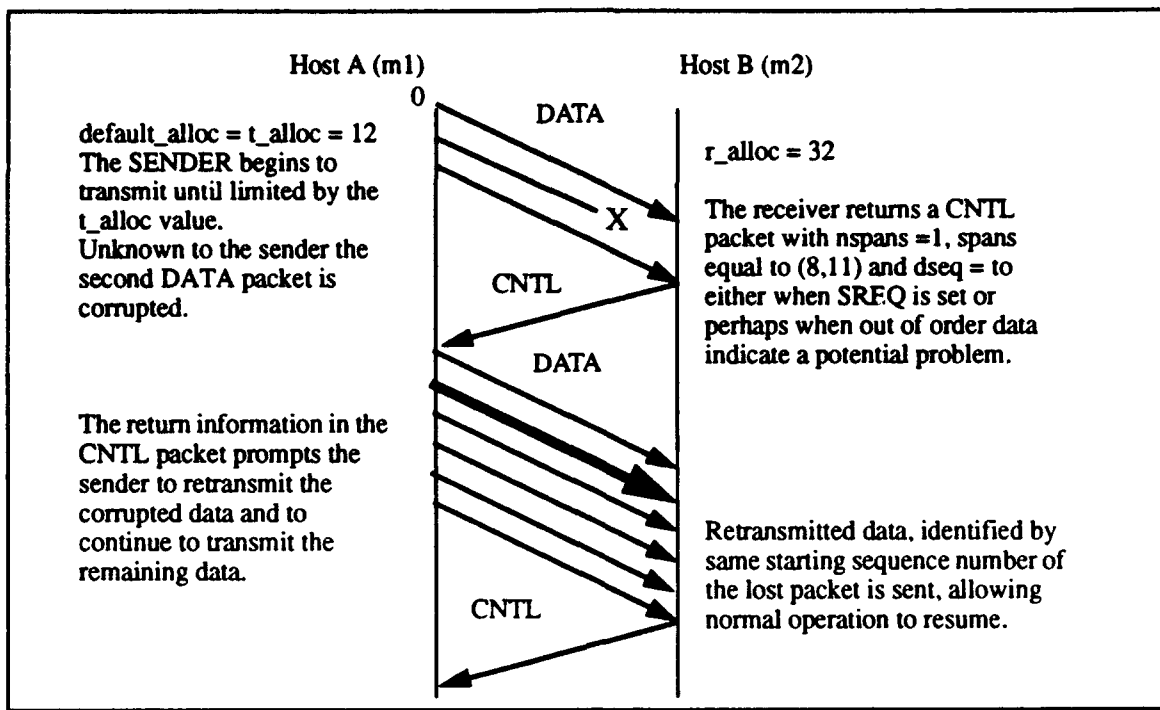 Host A (m1)
Host B (m2)
0
DATA
default_alloc = t_alloc = 12
The SENDER begins to
transmit until limited by the
t_alloc value.
Unknown to the sender the
second DATA packet is
corrupted.
X
r_alloc = 32
The receiver returns a CNTL
packet with nspans =1, spans
equal to (8,11) and dseq = to
either when SREQ is set or
perhaps when out of order data
indicate a potential problem.
CNTL
DATA
The return information in the
CNTL packet prompts the
sender to retransmit the
corrupted data and to
continue to transmit the
remaining data.
Retransmitted data, identified by
same starting sequence number of
the lost packet is sent, allowing
normal operation to resume.
CNTL